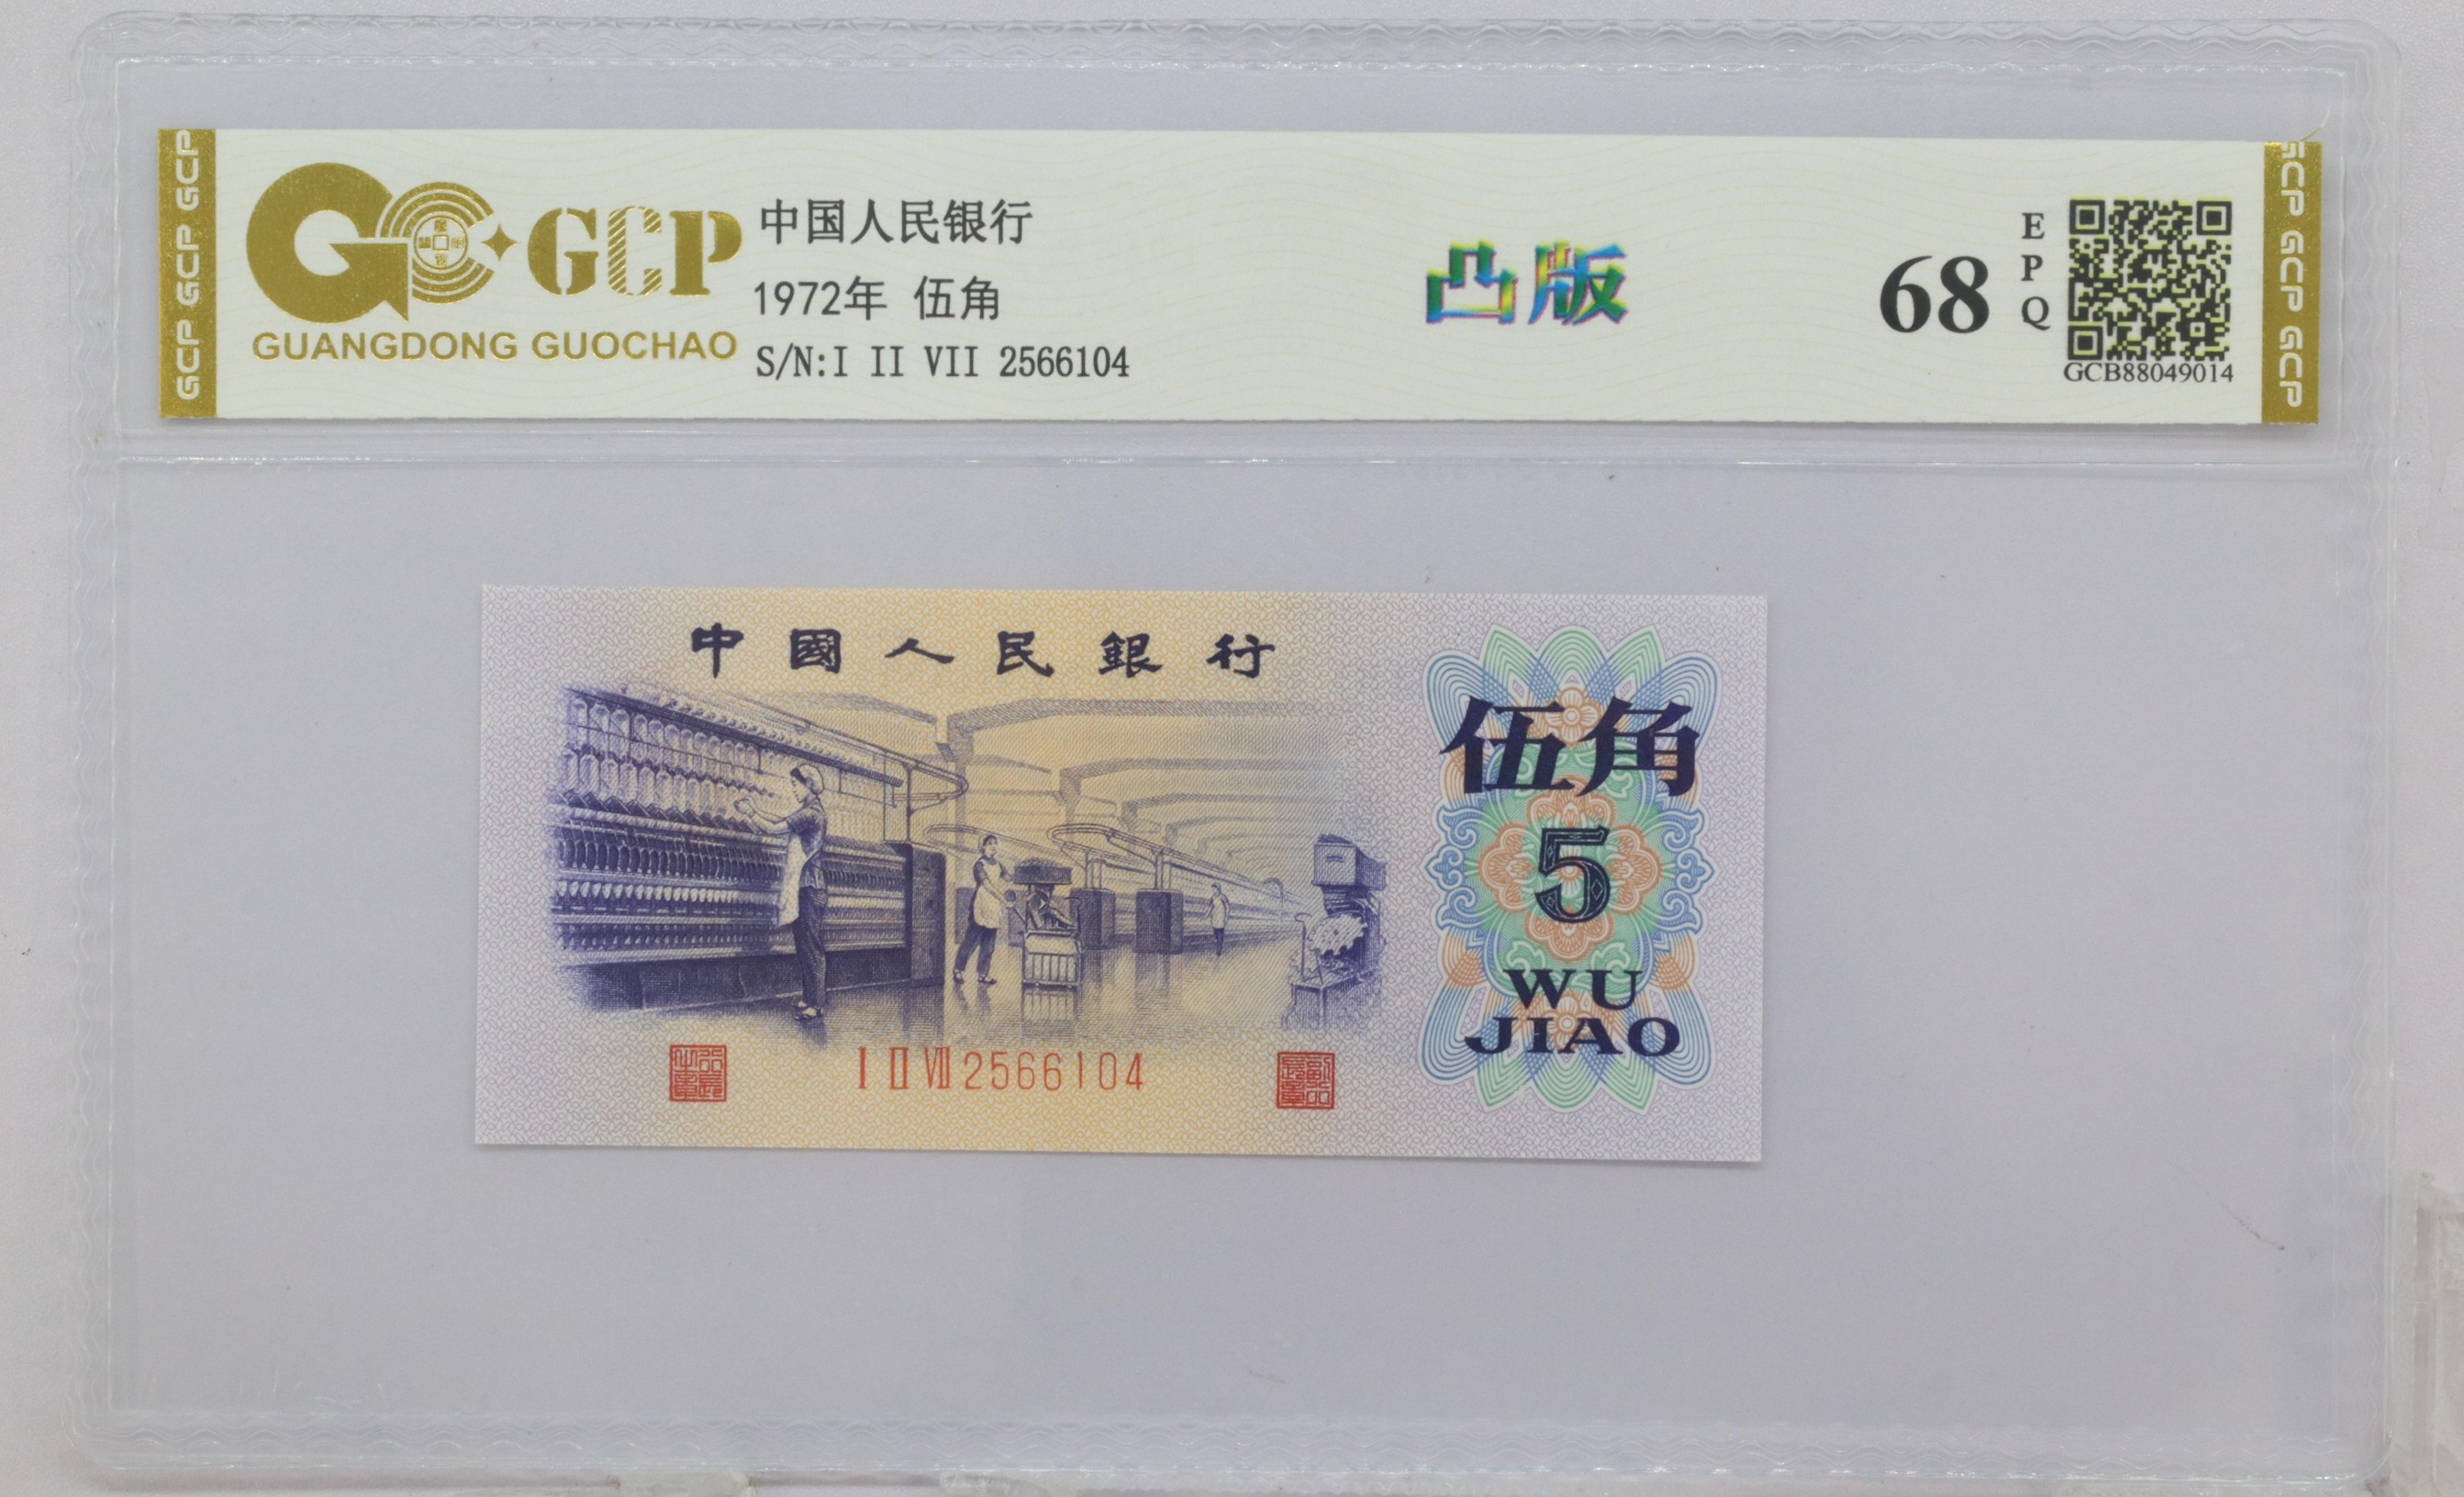 GCP GCP GCP
GCP
GUANGDONG GUOCHAO
中国人民银行
1972年 伍角
S/N:I II VII 2566104
凸版
68
EPQ
GCB88049014
GCP GCP GCP
中國人民銀行
伍角
5
WU
JIAO
Ⅰ Ⅱ Ⅶ 2566104